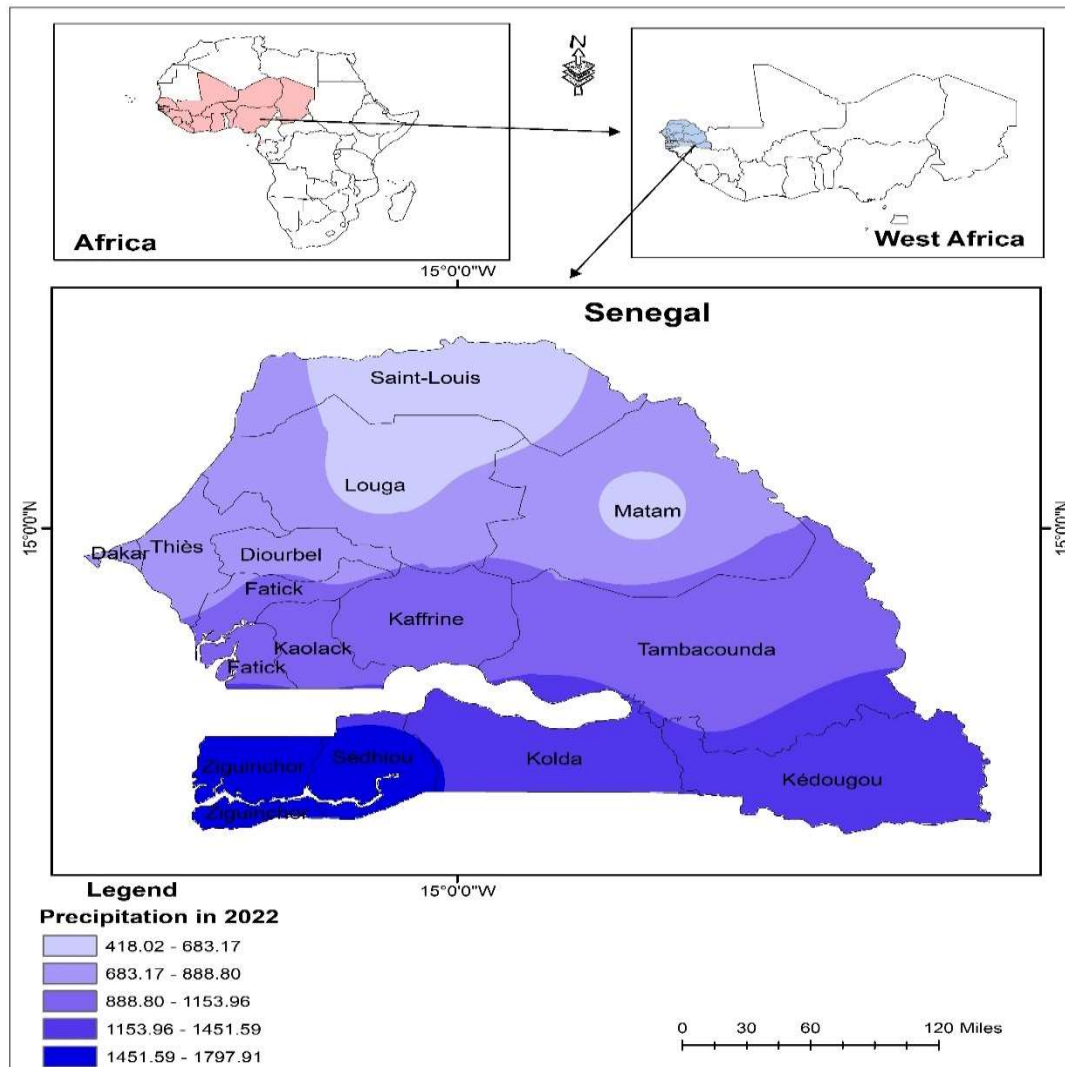 N
Africa
West Africa
15°0'0"W
Senegal
Saint-Louis
Louga
Matam
15°0'0"N
15°0'0"N
Dakar
Thiès
Diourbel
Fatick
Kaffrine
Kaolack
Tambacounda
Fatick
Ziguinchor
Sédhiou
Kolda
Kédougou
Ziguinchor
Legend
15°0'0"W
Precipitation in 2022
418.02 - 683.17
683.17 - 888.80
888.80 - 1153.96
1153.96 - 1451.59
1451.59 - 1797.91
0 30 60 120 Miles